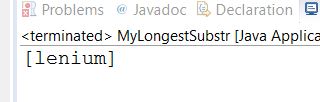 Problems @ Javadoc Declaration
<terminated> MyLongestSubstr [Java Applica
[lenium]